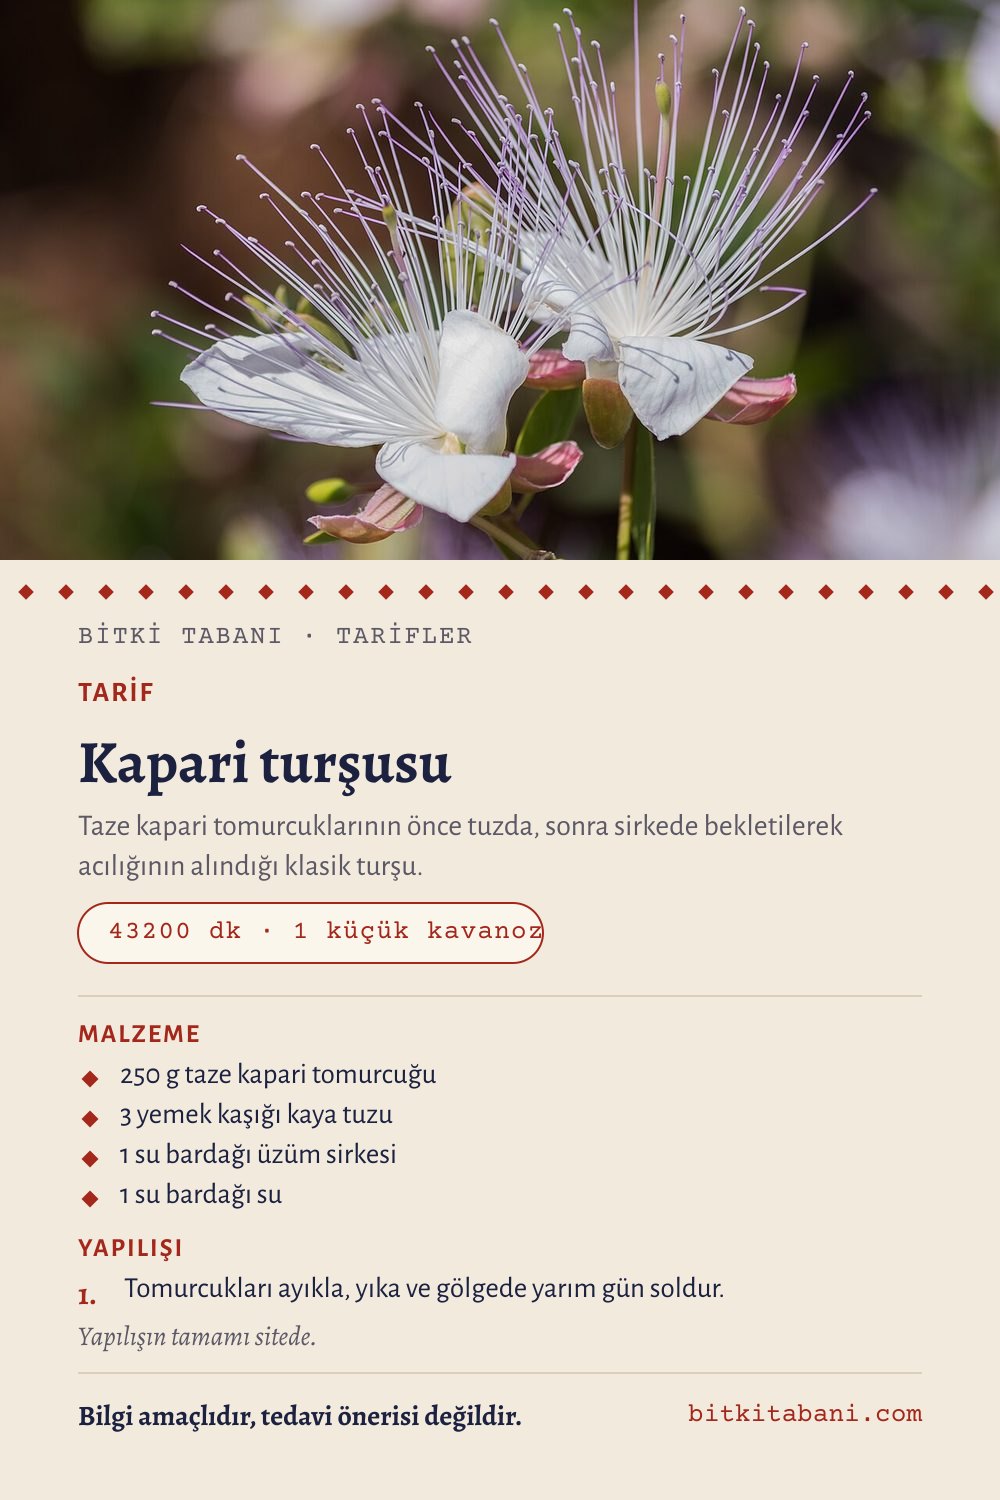 BİTKİ TABANI · TARİFLER
TARİF
Kapari turşusu
Taze kapari tomurcuklarının önce tuzda, sonra sirkede bekletilerek
acılığının alındığı klasik turşu.
43200 dk · 1 küçük kavanoz
MALZEME
250 g taze kapari tomurcuğu
3 yemek kaşığı kaya tuzu
1 su bardağı üzüm sirkesi
1 su bardağı su
YAPILIŞI
1. Tomurcukları ayıkla, yıka ve gölgede yarım gün soldur.
Yapılışın tamamı sitede.
Bilgi amaçlıdır, tedavi önerisi değildir. bitkitabani.com